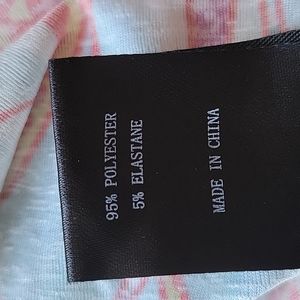 95% POLYESTER
5% ELASTANE
MADE IN CHINA